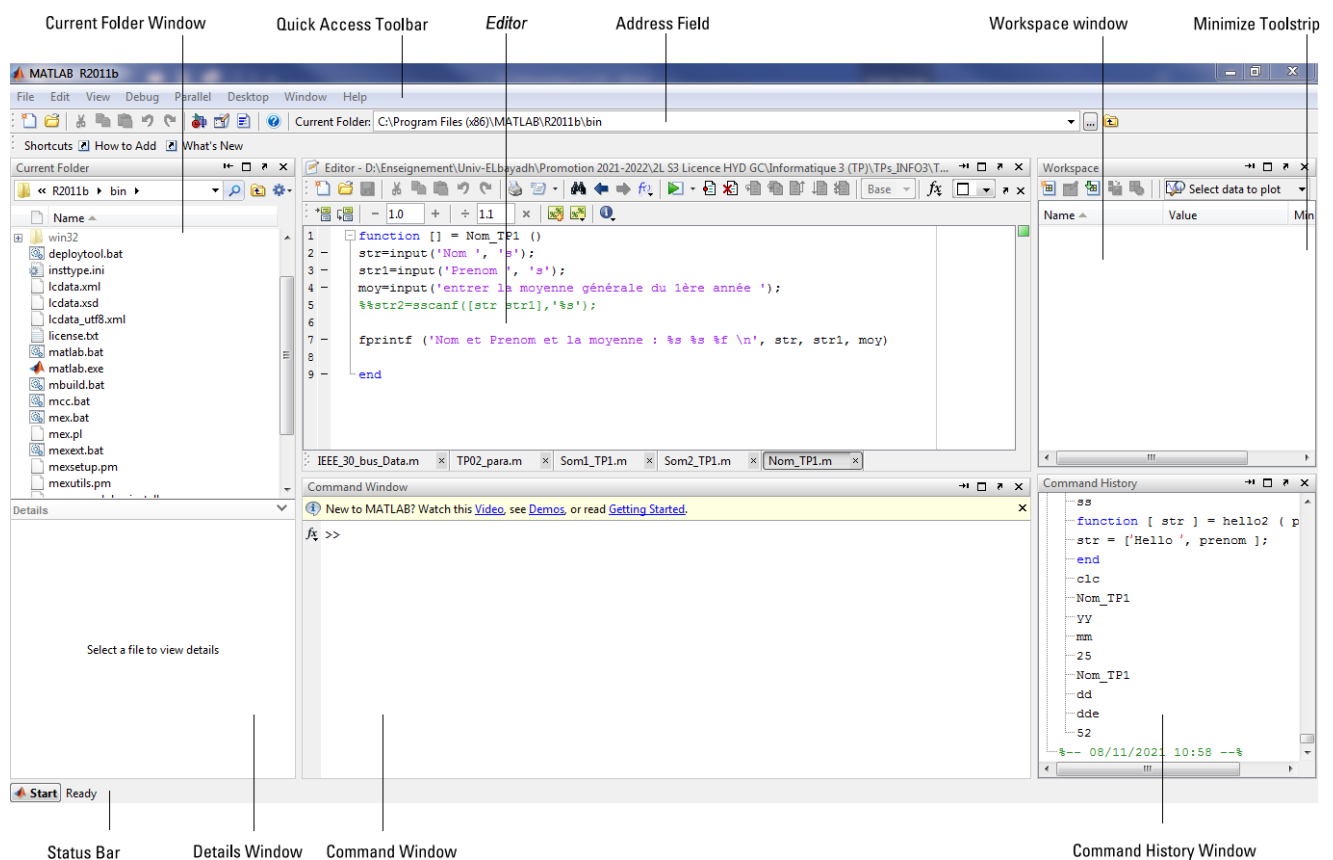 Current Folder Window
Quick Access Toolbar
Editor
Address Field
Workspace window
Minimize Toolstrip
MATLAB R2011b
File Edit View Debug Parallel Desktop Window Help
Current Folder: C:\Program Files (x86)\MATLAB\R2011b\bin
Shortcuts How to Add What's New
Current Folder
« R2011b bin
Name
win32
deploytool.bat
insttype.ini
lcdata.xml
lcdata.xsd
lcdata_utf8.xml
license.txt
matlab.bat
matlab.exe
mbuild.bat
mcc.bat
mex.bat
mex.pl
mexext.bat
mexsetup.pm
mexutils.pm
Details
Select a file to view details
Editor - D:\Enseignement\Univ-ELbayadh\Promotion 2021-2022\2L S3 Licence HYD GC\Informatique 3 (TP)\TPs_INFO3\T...
Base
fx
- 1.0 + ÷ 1.1 ×
1 function [] = Nom_TP1 ()
2 - str=input('Nom ', 's');
3 - str1=input('Prenom ', 's');
4 - moy=input('entrer la moyenne générale du 1ère année ');
5 %%str2=sscanf([str str1],'%s');
6
7 - fprintf ('Nom et Prenom et la moyenne : %s %s %f \n', str, str1, moy)
8
9 - end
IEEE_30_bus_Data.m TP02_para.m Som1_TP1.m Som2_TP1.m Nom_TP1.m
Command Window
New to MATLAB? Watch this Video, see Demos, or read Getting Started.
fx >>
Workspace
Select data to plot
Name Value Min
Command History
ss
function [ str ] = hello2 ( p
str = ['Hello ', prenom ];
end
clc
Nom_TP1
yy
mm
25
Nom_TP1
dd
dde
52
%-- 08/11/2021 10:58 --%
Start Ready
Status Bar
Details Window
Command Window
Command History Window